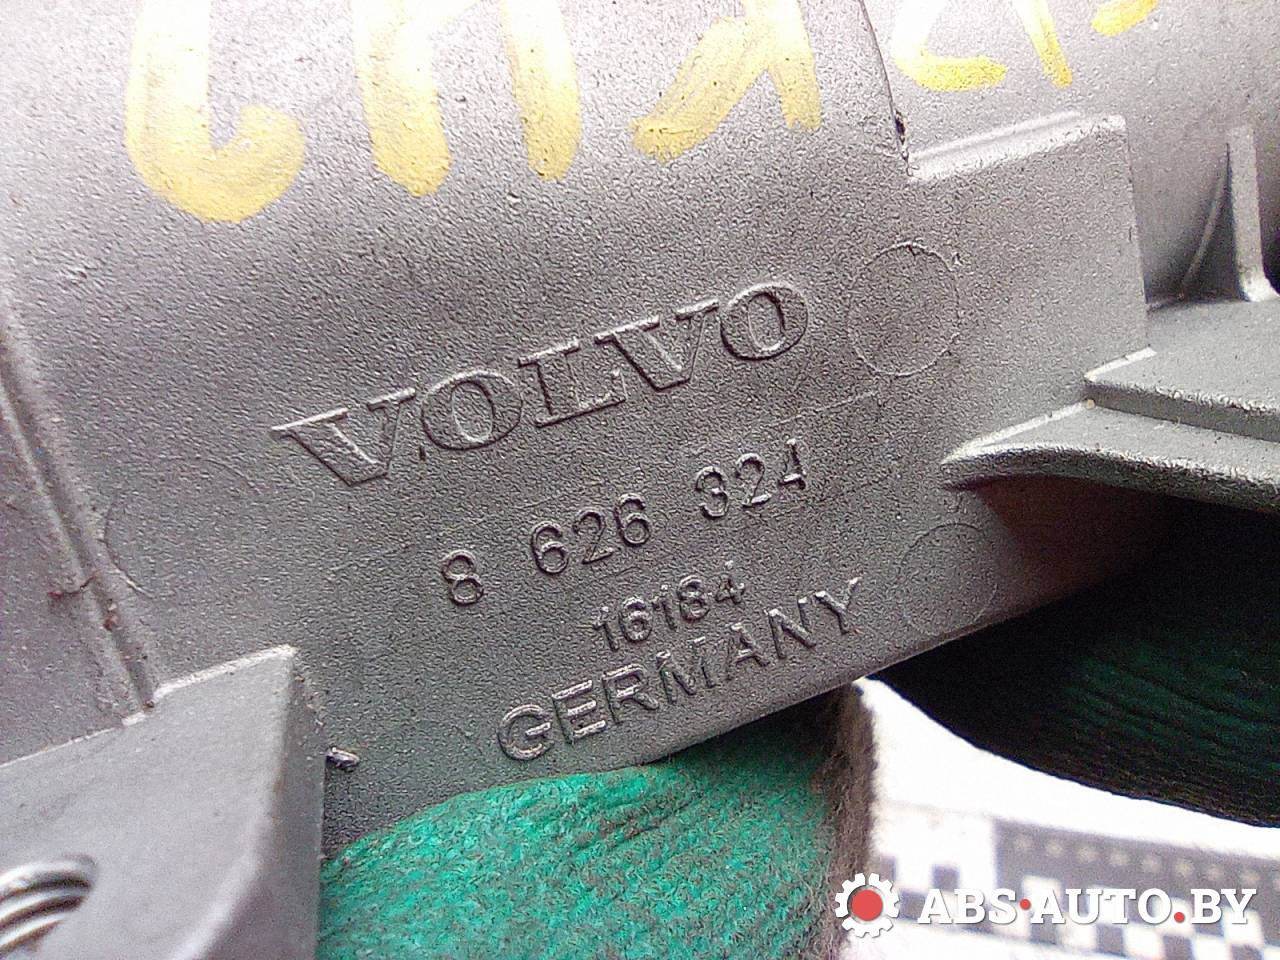 VOLVO
8 626 324
16184
GERMANY
ABS-AUTO.BY